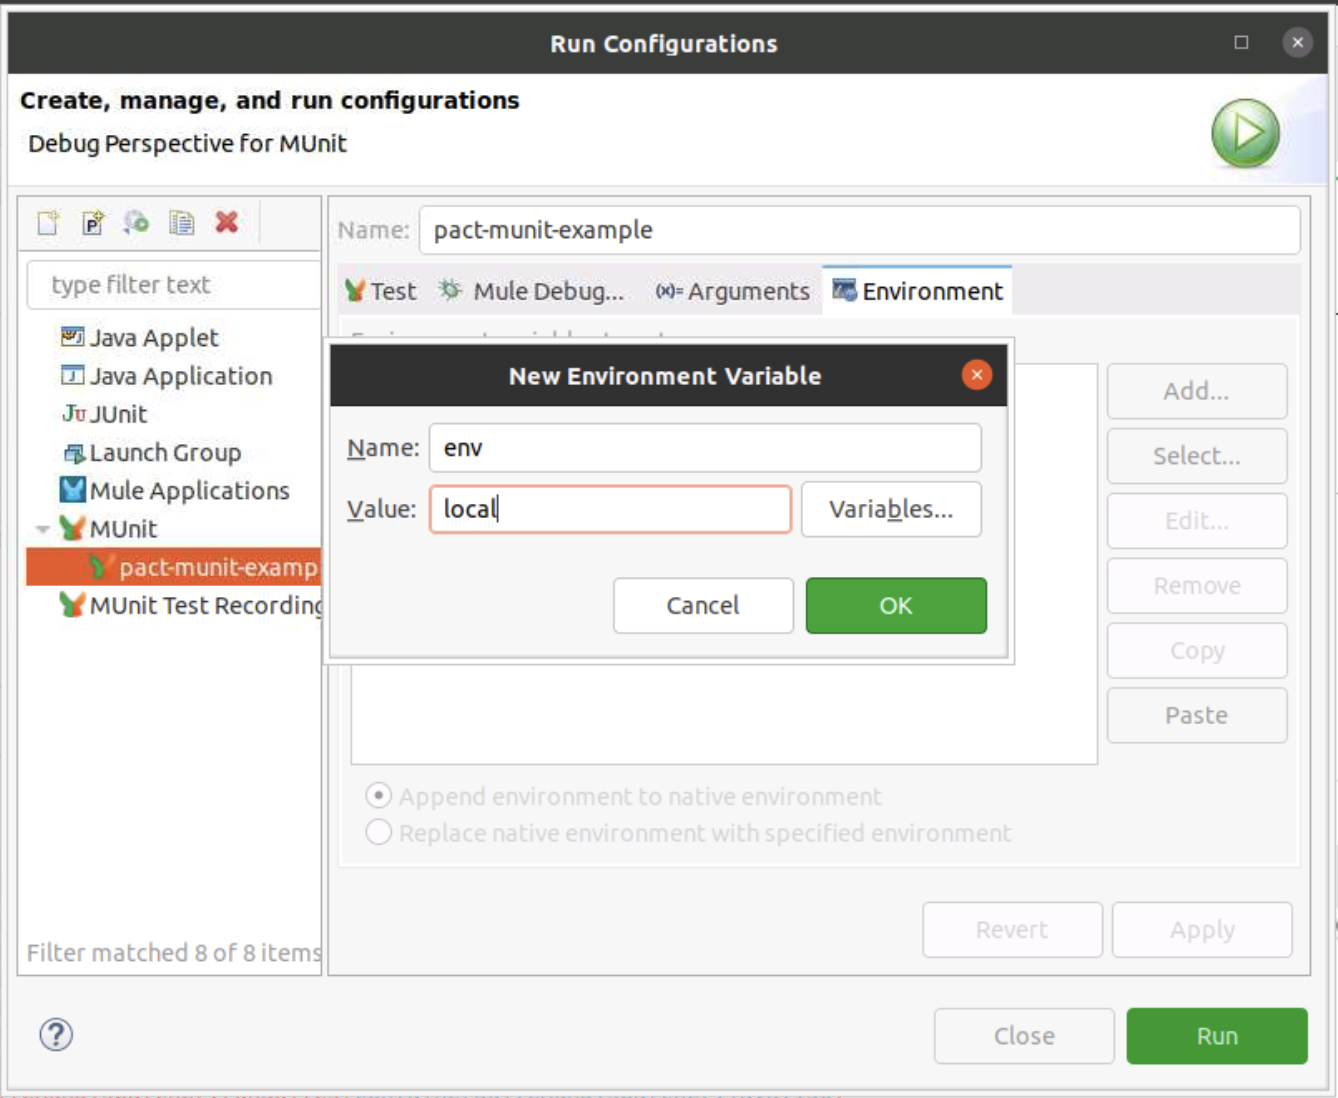 Run Configurations
Create, manage, and run configurations
Debug Perspective for MUnit
Name: pact-munit-example
type filter text
Test Mule Debug... (x)= Arguments Environment
Java Applet
Java Application
Ju JUnit
Launch Group
Mule Applications
MUnit
pact-munit-examp
MUnit Test Recording
Filter matched 8 of 8 items
New Environment Variable
Name: env
Value: local Variables...
Cancel OK
Add...
Select...
Edit...
Remove
Copy
Paste
Append environment to native environment
Replace native environment with specified environment
Revert Apply
? Close Run